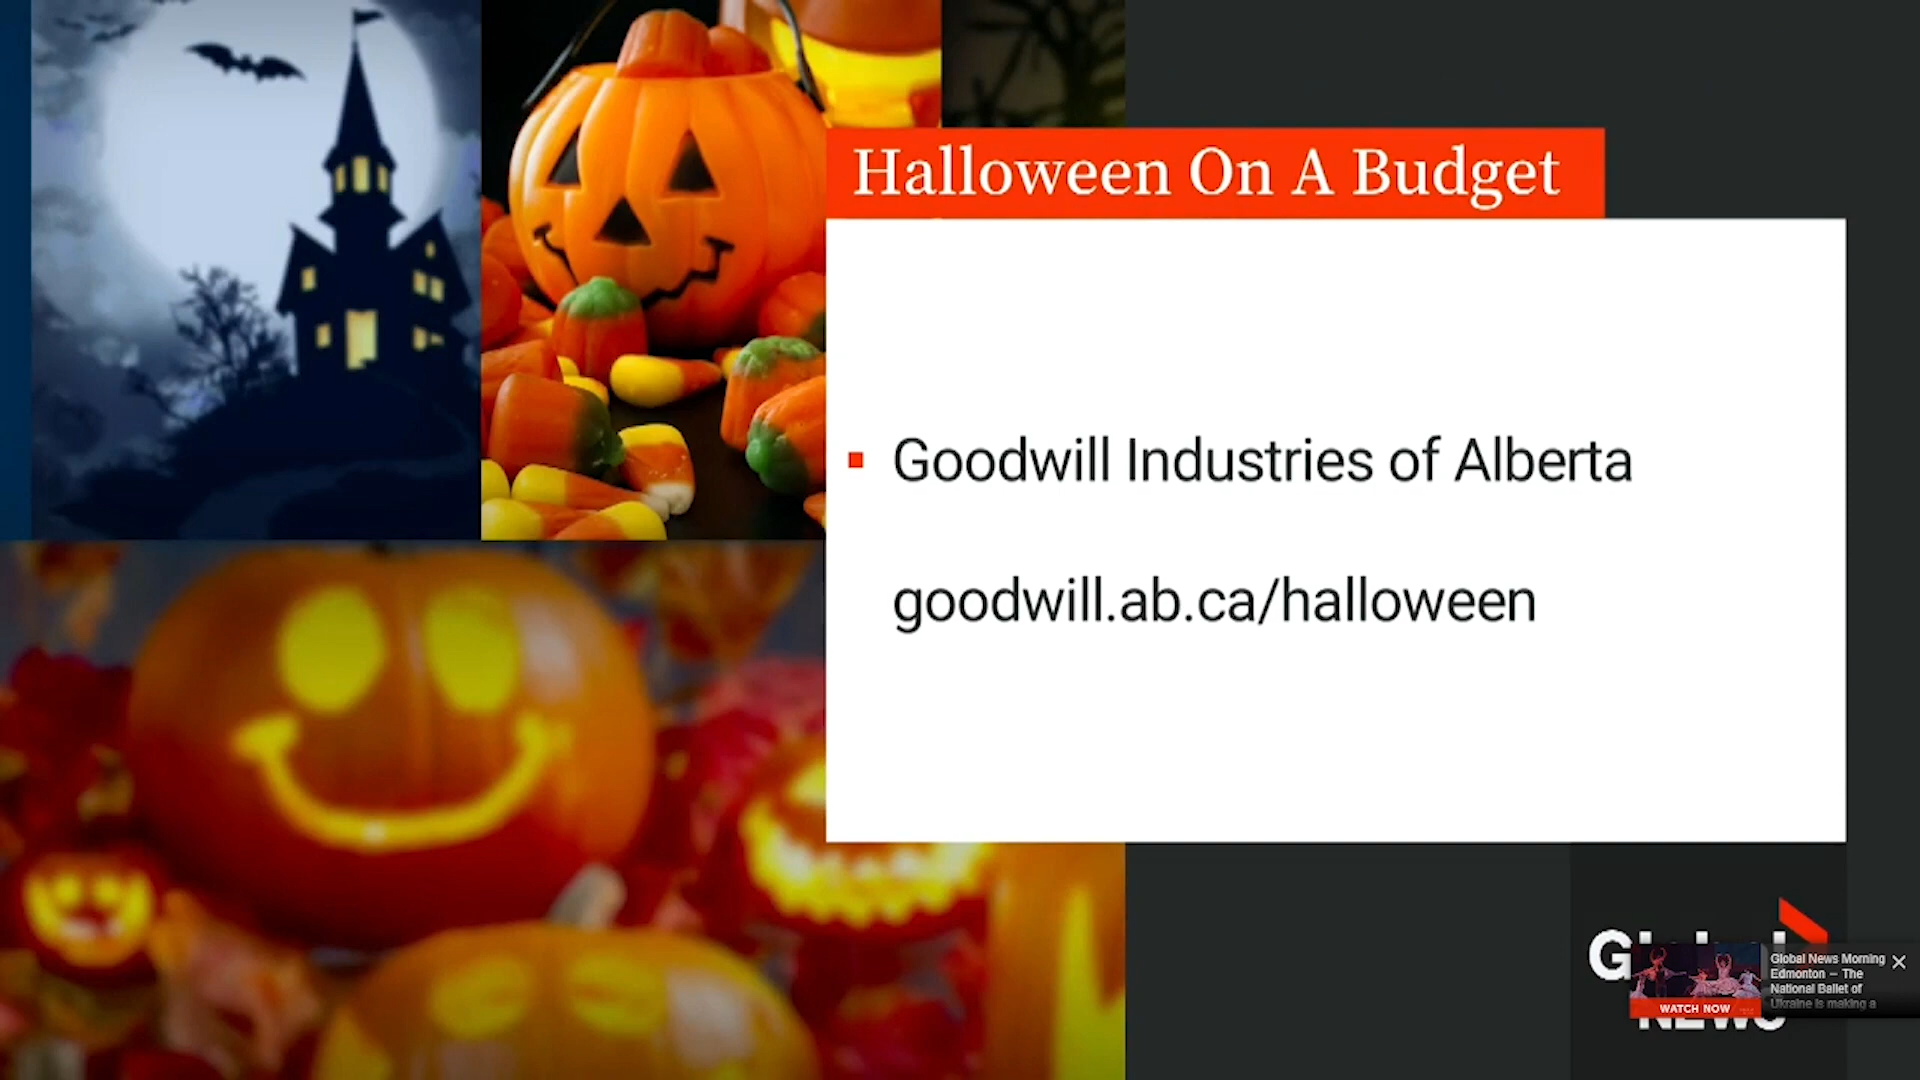 Halloween On A Budget
Goodwill Industries of Alberta
goodwill.ab.ca/halloween
Global News Morning
Edmonton – The
National Ballet of
Ukraine is making a
WATCH NOW
NEWS